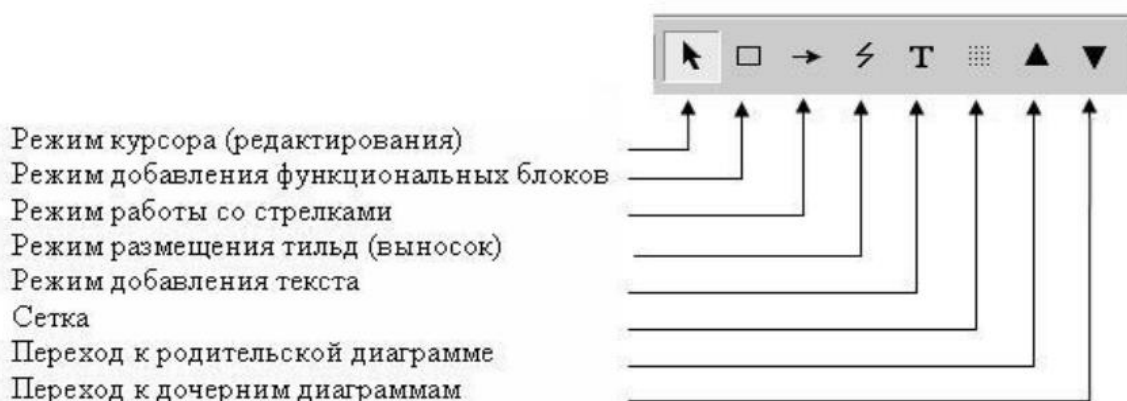 T
Режим курсора (редактирования)
Режим добавления функциональных блоков
Режим работы со стрелками
Режим размещения тильд (выносок)
Режим добавления текста
Сетка
Переход к родительской диаграмме
Переход к дочерним диаграммам